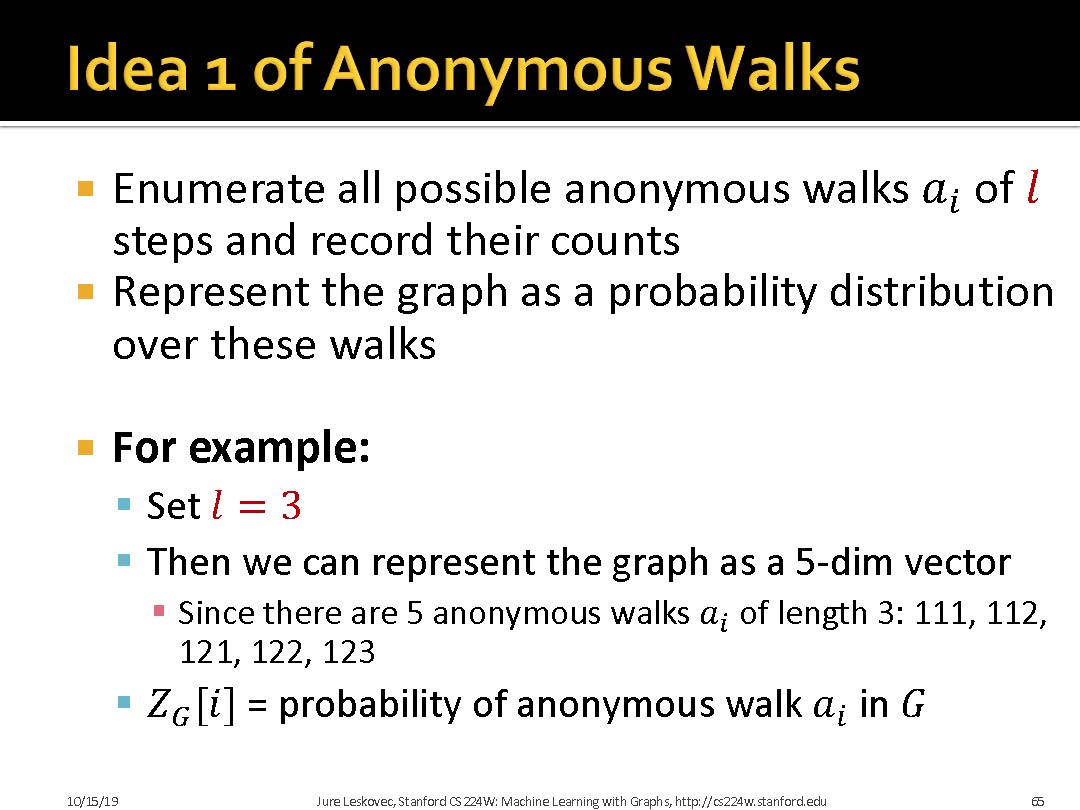 Idea 1 of Anonymous Walks
Enumerate all possible anonymous walks 𝑎ᵢ of 𝑙
steps and record their counts
Represent the graph as a probability distribution
over these walks
For example:
Set 𝑙 = 3
Then we can represent the graph as a 5-dim vector
Since there are 5 anonymous walks 𝑎ᵢ of length 3: 111, 112,
121, 122, 123
𝑍_𝐺[𝑖] = probability of anonymous walk 𝑎ᵢ in 𝐺
10/15/19 Jure Leskovec, Stanford CS224W: Machine Learning with Graphs, http://cs224w.stanford.edu 65